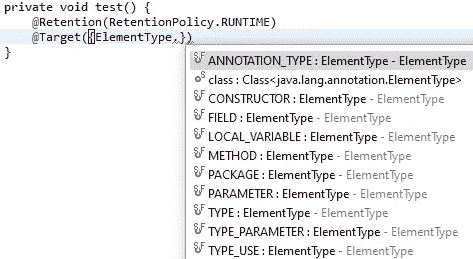 private void test() {
@Retention(RetentionPolicy.RUNTIME)
@Target({ElementType.})
}
ANNOTATION_TYPE : ElementType - ElementType
class : Class<java.lang.annotation.ElementType>
CONSTRUCTOR : ElementType - ElementType
FIELD : ElementType - ElementType
LOCAL_VARIABLE : ElementType - ElementType
METHOD : ElementType - ElementType
PACKAGE : ElementType - ElementType
PARAMETER : ElementType - ElementType
TYPE : ElementType - ElementType
TYPE_PARAMETER : ElementType - ElementType
TYPE_USE : ElementType - ElementType